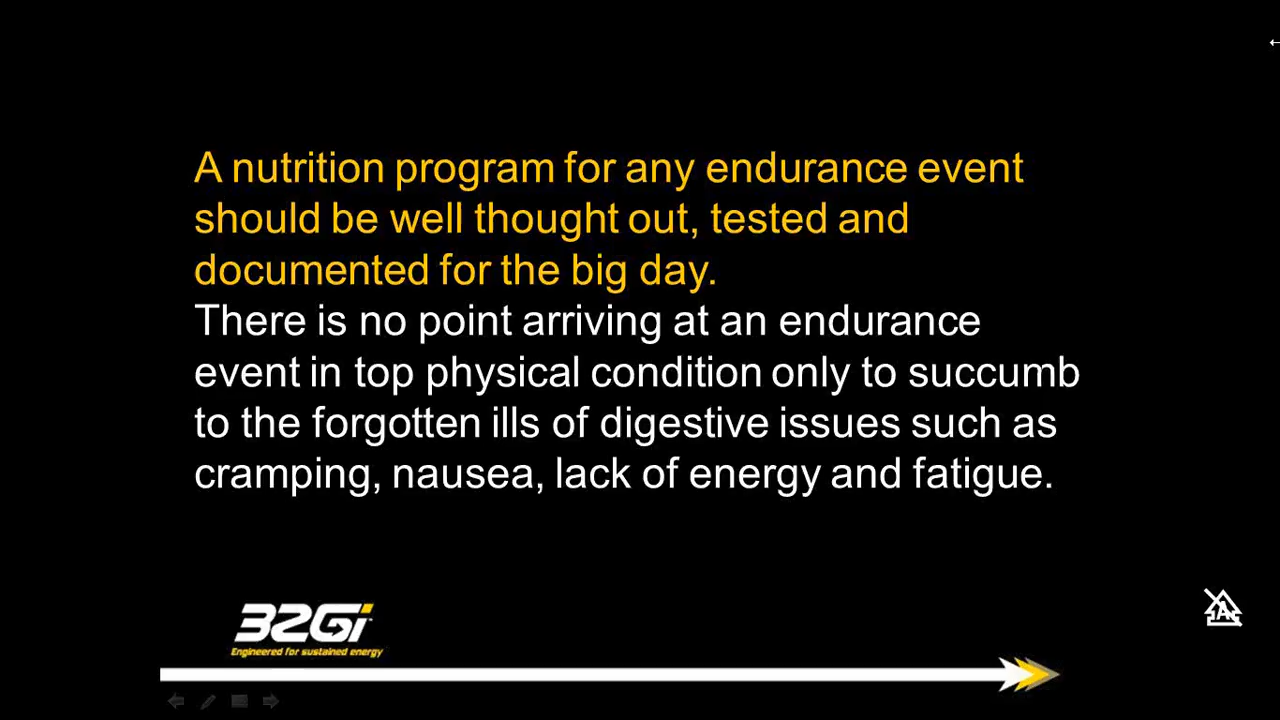 A nutrition program for any endurance event
should be well thought out, tested and
documented for the big day.
There is no point arriving at an endurance
event in top physical condition only to succumb
to the forgotten ills of digestive issues such as
cramping, nausea, lack of energy and fatigue.
32Gi
Engineered for sustained energy
A